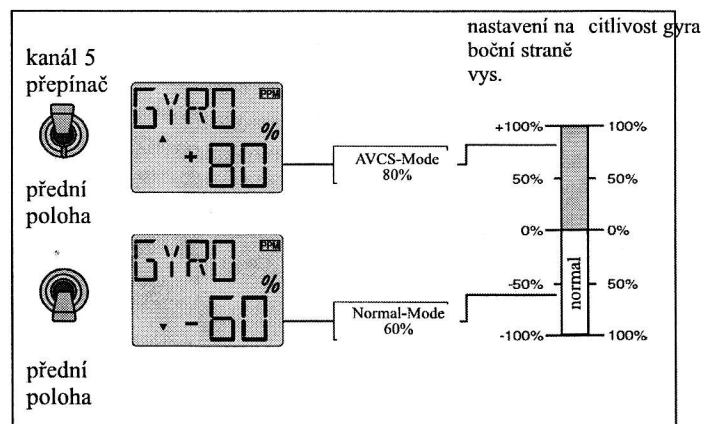 nastavení na citlivost gyra
boční straně
vys.
kanál 5
přepínač
GYRO PPM
%
+80
AVCS-Mode
80%
+100% 100%
50% 50%
0% 0%
-50% 50%
-100% 100%
normal
přední
poloha
GYRO PPM
%
-60
Normal-Mode
60%
přední
poloha